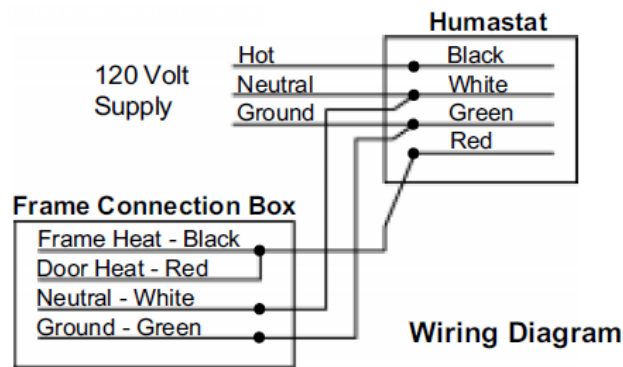 Humastat
120 Volt
Supply
Hot
Neutral
Ground
Black
White
Green
Red
Frame Connection Box
Frame Heat - Black
Door Heat - Red
Neutral - White
Ground - Green
Wiring Diagram